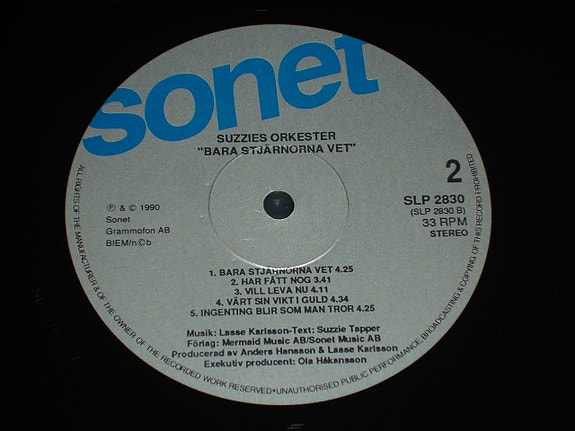 sonet
SUZZIES ORKESTER
"BARA STJÄRNORNA VET"
2
℗ & © 1990
Sonet
Grammofon AB
BIEM/n©b
SLP 2830
(SLP 2830 B)
33 RPM
STEREO
1. BARA STJÄRNORNA VET 4.25
2. HAR FÅTT NOG 3.41
3. VILL LEVA NU 4.11
4. VÄRT SIN VIKT I GULD 4.34
5. INGENTING BLIR SOM MAN TROR 4.25
Musik: Lasse Karlsson-Text: Suzzie Tapper
Förlag: Mermaid Music AB/Sonet Music AB
Producerad av Anders Hansson & Lasse Karlsson
Exekutiv producent: Ola Håkansson
ALL RIGHTS OF THE MANUFACTURER & OF THE OWNER OF THE RECORDED WORK RESERVED•UNAUTHORISED PUBLIC PERFORMANCE, BROADCASTING & COPYING OF THIS RECORD PROHIBITED